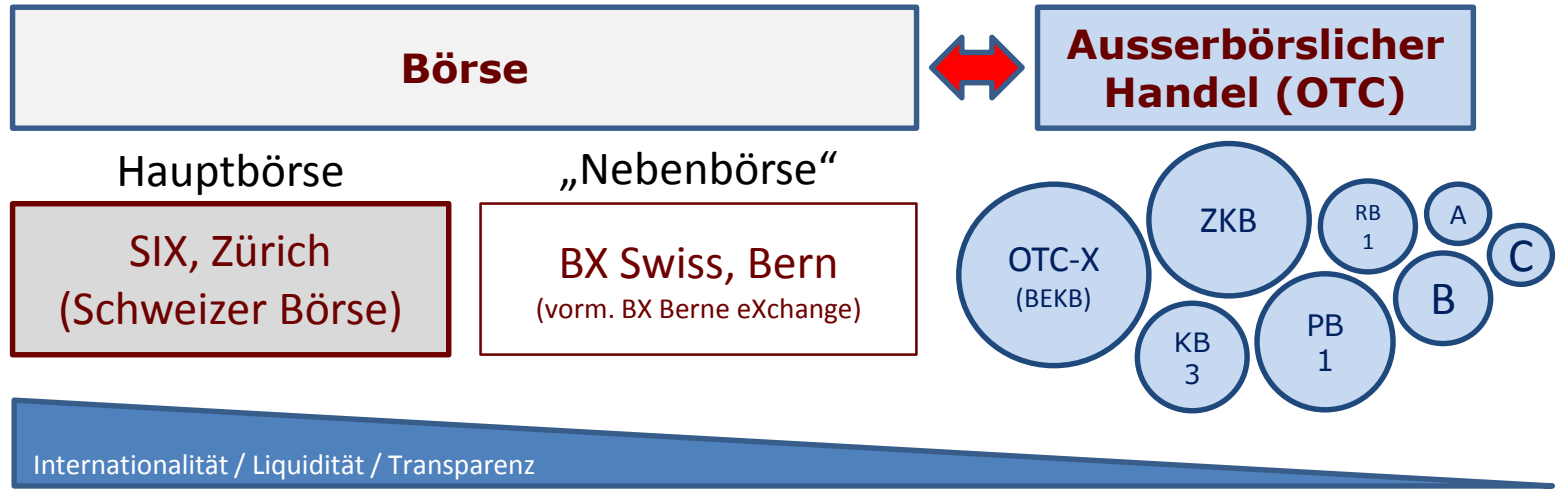 Börse
Ausserbörslicher
Handel (OTC)
Hauptbörse
„Nebenbörse“
SIX, Zürich
(Schweizer Börse)
BX Swiss, Bern
(vorm. BX Berne eXchange)
OTC-X
(BEKB)
ZKB
RB
1
A
C
B
KB
3
PB
1
Internationalität / Liquidität / Transparenz